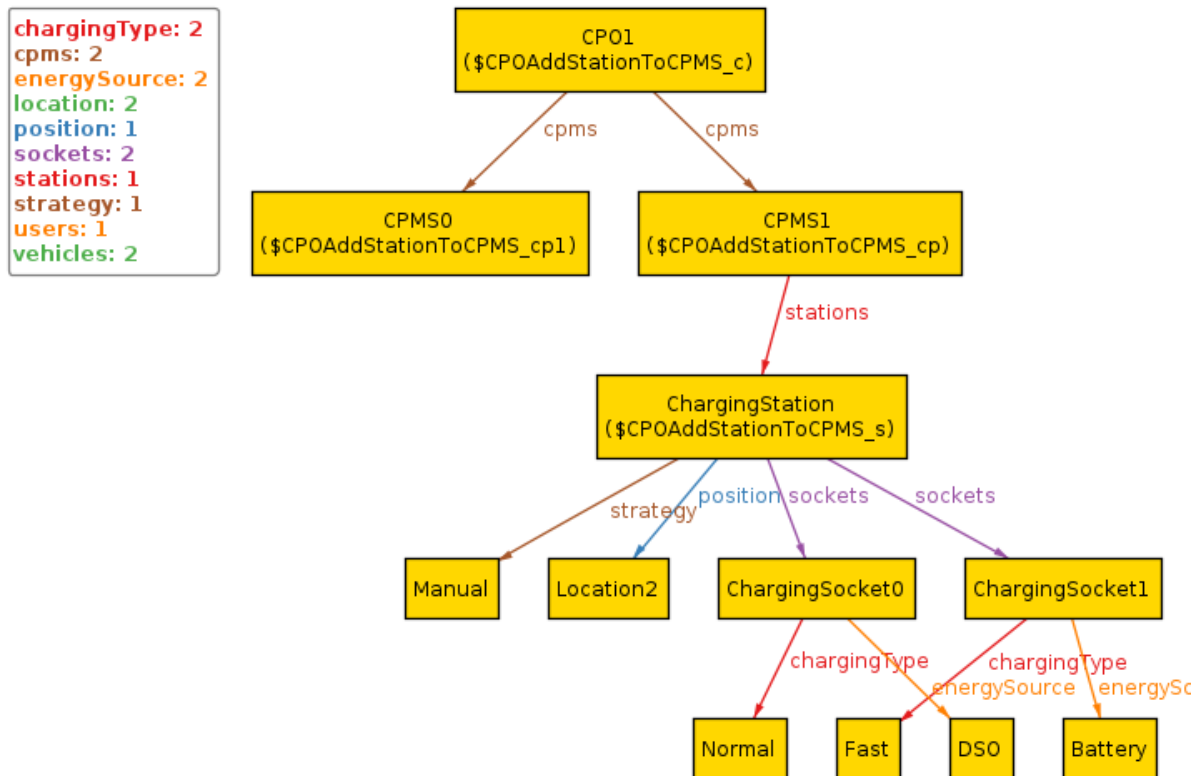 chargingType: 2
cpms: 2
energySource: 2
location: 2
position: 1
sockets: 2
stations: 1
strategy: 1
users: 1
vehicles: 2
CPO1
($CPOAddStationToCPMS_c)
cpms
cpms
CPMS0
($CPOAddStationToCPMS_cp1)
CPMS1
($CPOAddStationToCPMS_cp)
stations
ChargingStation
($CPOAddStationToCPMS_s)
strategy
position
sockets
sockets
Manual
Location2
ChargingSocket0
ChargingSocket1
chargingType
energySource
chargingType
energySo
Normal
Fast
DSO
Battery